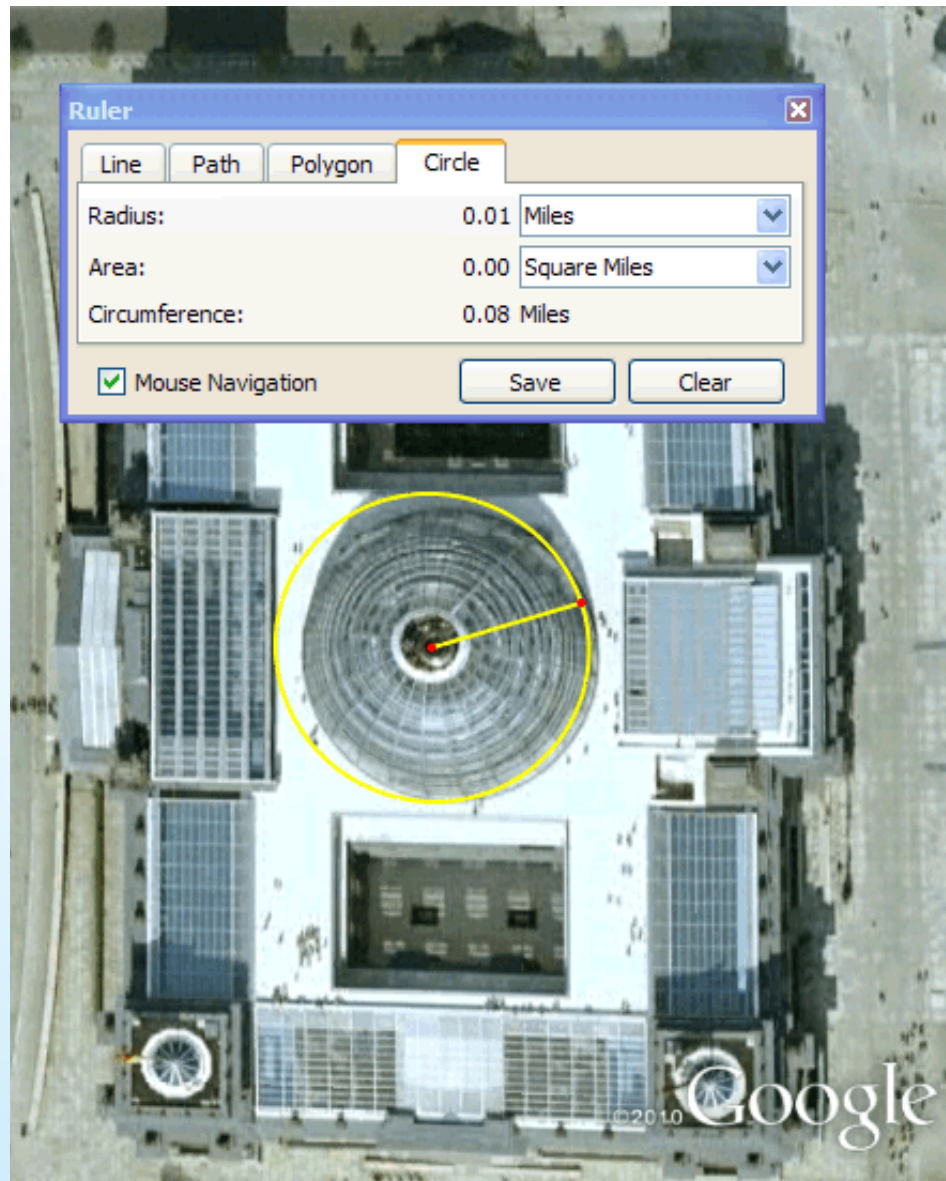 Ruler
Line Path Polygon Circle
Radius: 0.01 Miles
Area: 0.00 Square Miles
Circumference: 0.08 Miles
Mouse Navigation Save Clear
©2010 Google